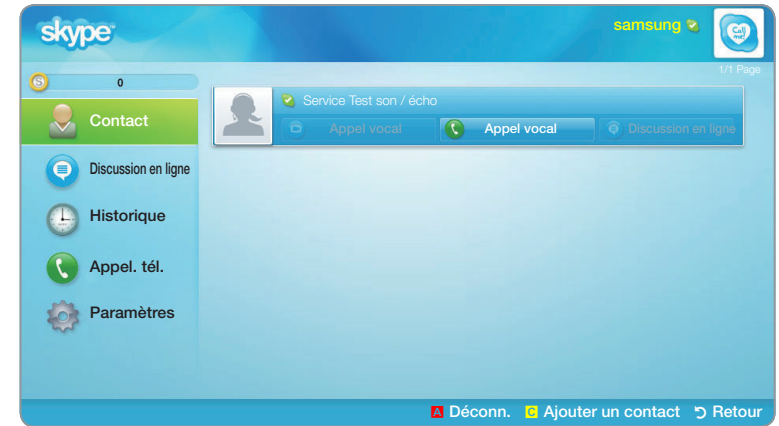 skype
samsung
Call me!
1/1 Page
S 0
Contact
Service Test son / écho
Appel vocal Appel vocal Discussion en ligne
Discussion en ligne
Historique
Appel. tél.
Paramètres
A Déconn. C Ajouter un contact Retour